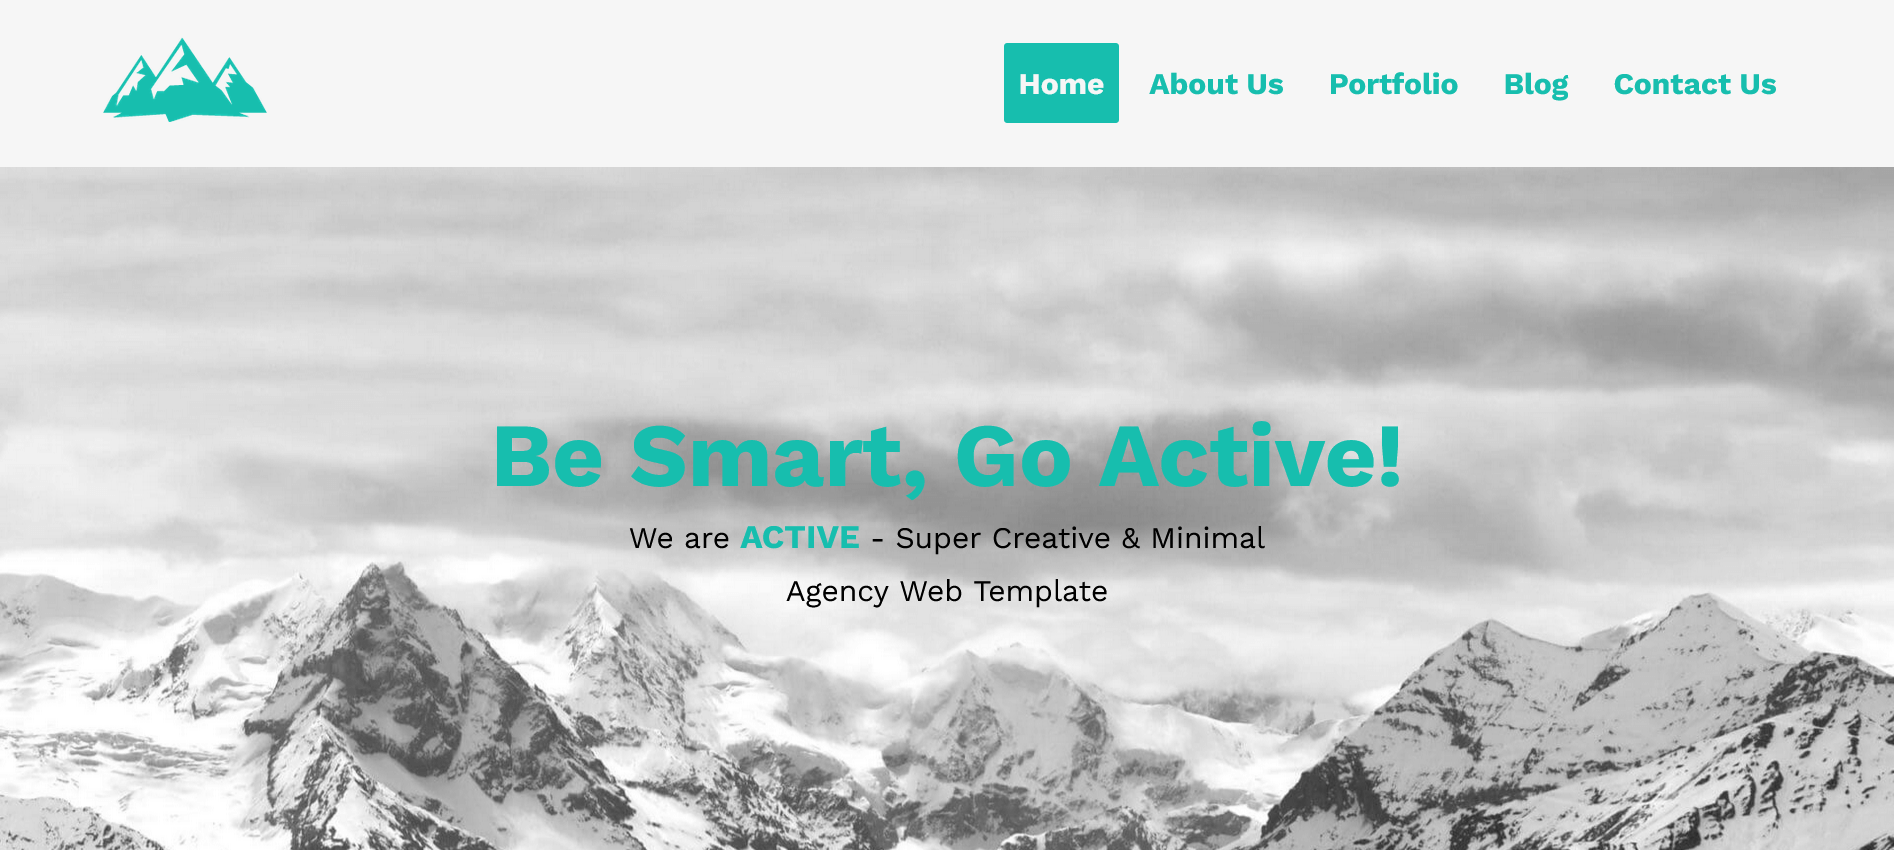 Home About Us Portfolio Blog Contact Us
Be Smart, Go Active!
We are ACTIVE - Super Creative & Minimal
Agency Web Template